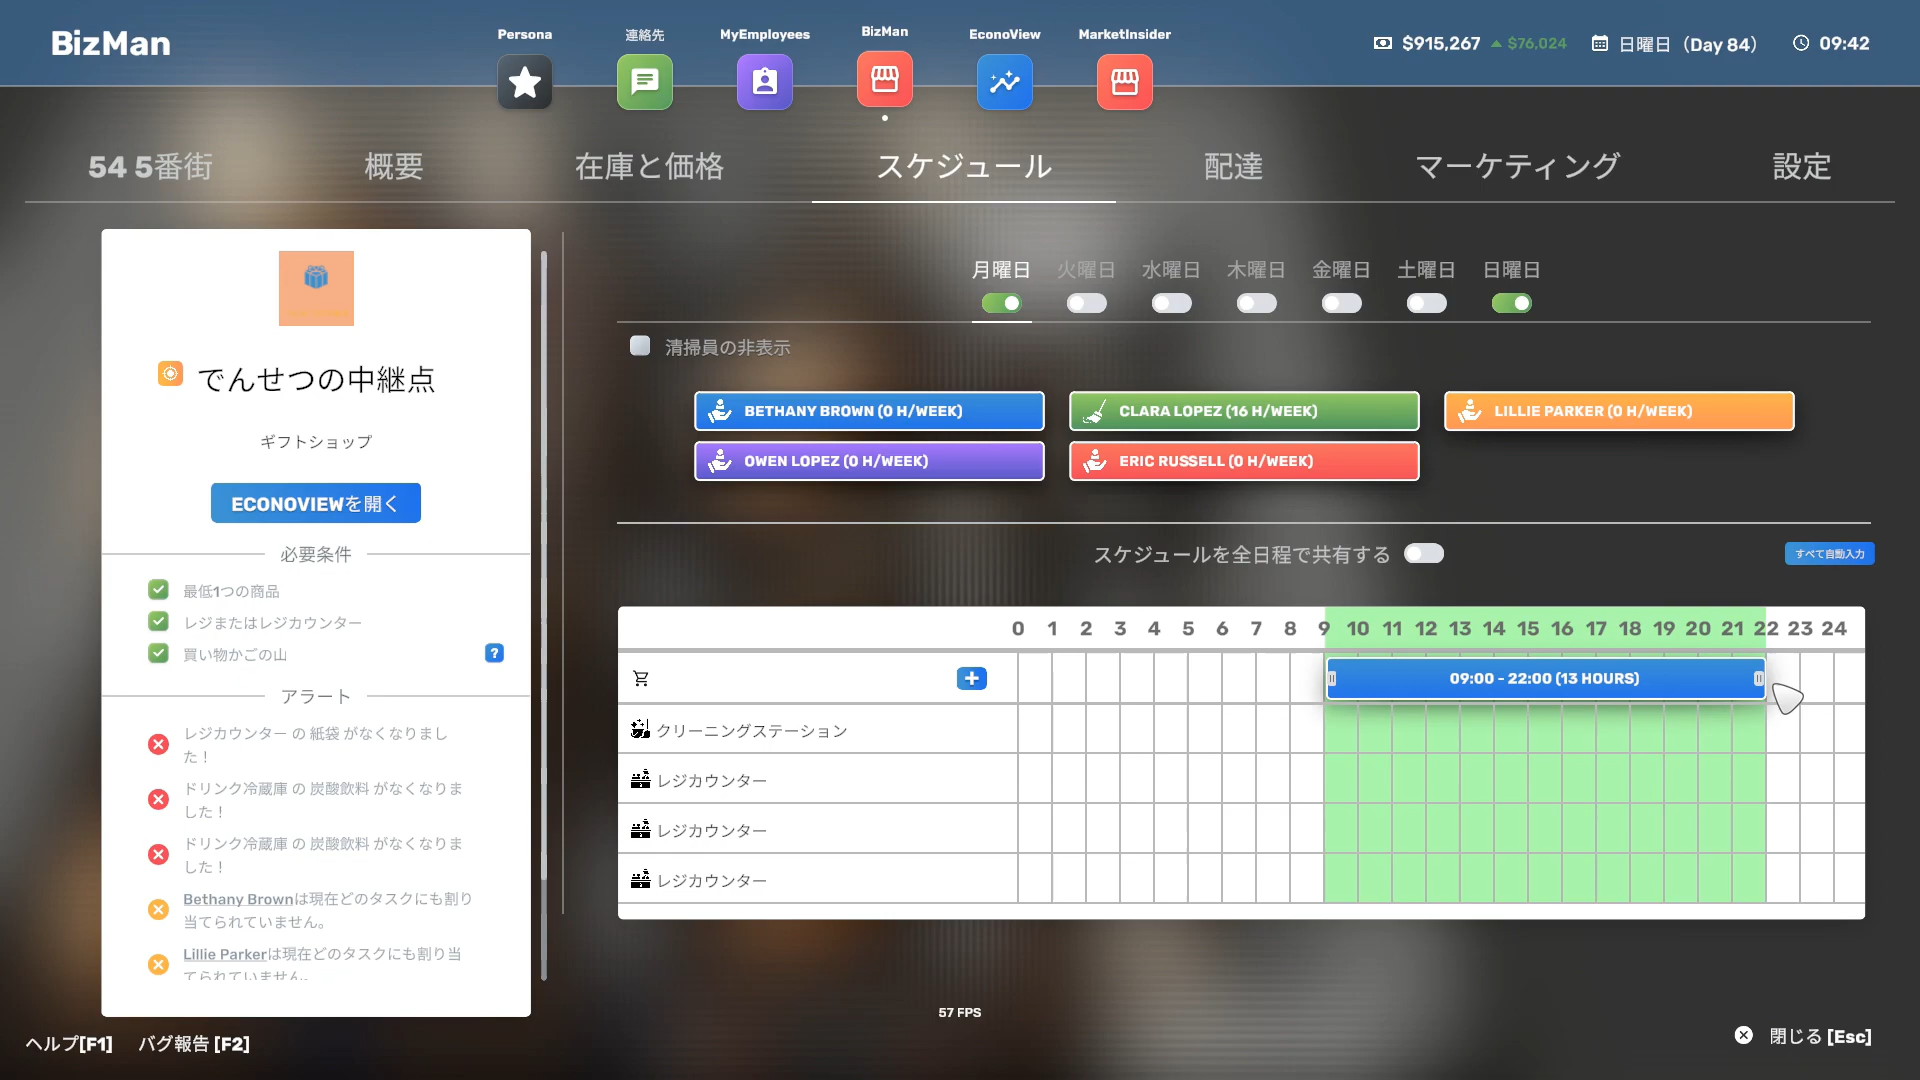 BizMan
Persona
連絡先
MyEmployees
BizMan
EconoView
MarketInsider
$915,267
$76,024
日曜日 (Day 84)
09:42
54 5番街
概要
在庫と価格
スケジュール
配達
マーケティング
設定
でんせつの中継点
ギフトショップ
ECONOVIEWを開く
必要条件
最低1つの商品
レジまたはレジカウンター
買い物かごの山
?
アラート
レジカウンター の 紙袋 がなくなりまし
た！
ドリンク冷蔵庫 の 炭酸飲料 がなくなりま
した！
ドリンク冷蔵庫 の 炭酸飲料 がなくなりま
した！
Bethany Brownは現在どのタスクにも割り
当てられていません。
Lillie Parkerは現在どのタスクにも割り当
てられていません。
月曜日 火曜日 水曜日 木曜日 金曜日 土曜日 日曜日
清掃員の非表示
BETHANY BROWN (0 H/WEEK)
CLARA LOPEZ (16 H/WEEK)
LILLIE PARKER (0 H/WEEK)
OWEN LOPEZ (0 H/WEEK)
ERIC RUSSELL (0 H/WEEK)
スケジュールを全日程で共有する
すべて自動入力
0 1 2 3 4 5 6 7 8 9 10 11 12 13 14 15 16 17 18 19 20 21 22 23 24
09:00 - 22:00 (13 HOURS)
クリーニングステーション
レジカウンター
レジカウンター
レジカウンター
57 FPS
ヘルプ[F1]
バグ報告 [F2]
閉じる [Esc]